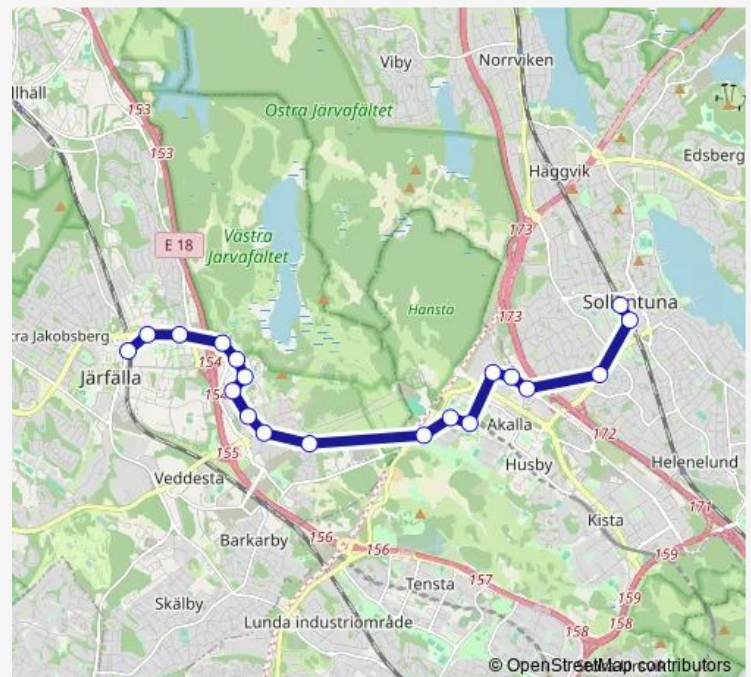 Viby
Norrviken
llhäll
153
Östra Järvafältet
153
Edsberg
Häggvik
173
E 18
Västra
Järvafältet
Hansta
173
Sollentuna
tra Jakobsberg
154
Järfälla
154
Akalla
172
155
Husby
Helenelund
Veddesta
171
Kista
156
156
159
Barkarby
Tensta
157
159
Skälby
Lunda industriområde
158
158
© OpenStreetMap contributors